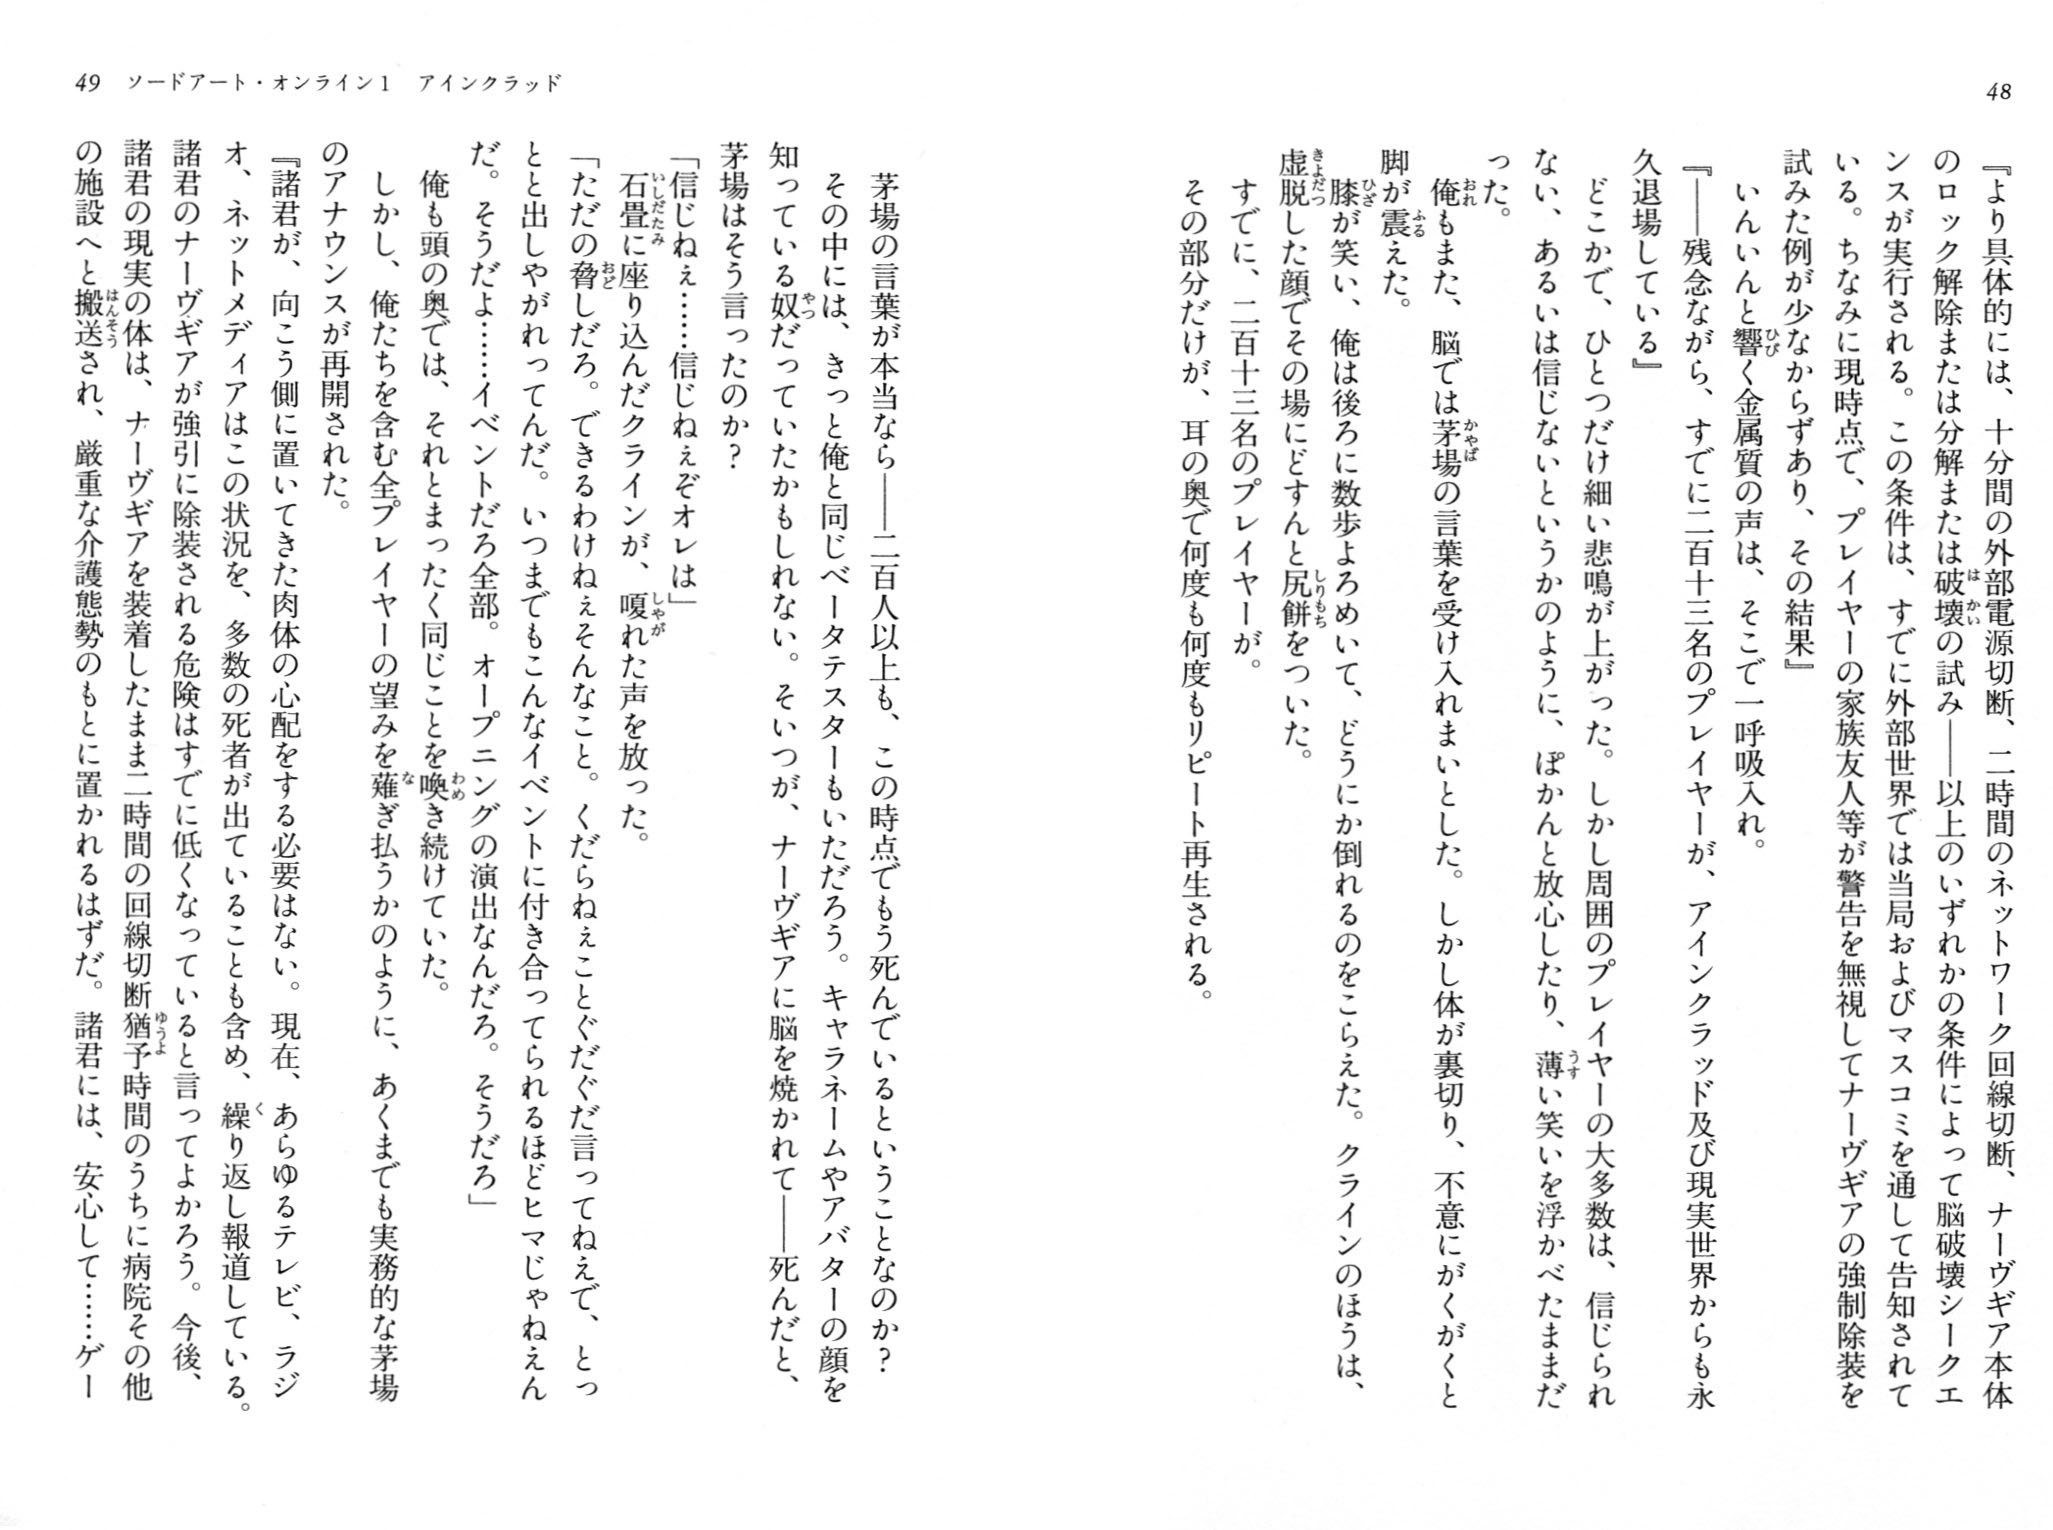 48
『より具体的には、十分間の外部電源切断、二時間のネットワーク回線切断、ナーヴギア本体
のロック解除または分解または破壊の試み――以上のいずれかの条件によって脳破壊シークエ
ンスが実行される。この条件は、すでに外部世界では当局およびマスコミを通して告知されて
いる。ちなみに現時点で、プレイヤーの家族友人等が警告を無視してナーヴギアの強制除装を
試みた例が少なからずあり、その結果』
いんいんと響く金属質の声は、そこで一呼吸入れ。
『――残念ながら、すでに二百十三名のプレイヤーが、アインクラッド及び現実世界からも永
久退場している』
どこかで、ひとつだけ細い悲鳴が上がった。しかし周囲のプレイヤーの大多数は、信じられ
ない、あるいは信じないというかのように、ぽかんと放心したり、薄い笑いを浮かべたままだ
った。
俺もまた、脳では茅場の言葉を受け入れまいとした。しかし体が裏切り、不意にがくがくと
脚が震えた。
膝が笑い、俺は後ろに数歩よろめいて、どうにか倒れるのをこらえた。クラインのほうは、
虚脱した顔でその場にどすんと尻餅をついた。
すでに、二百十三名のプレイヤーが。
その部分だけが、耳の奥で何度も何度もリピート再生される。
49 ソードアート・オンライン1 アインクラッド
茅場の言葉が本当なら――二百人以上も、この時点でもう死んでいるということなのか?
その中には、きっと俺と同じベータテスターもいただろう。キャラネームやアバターの顔を
知っている奴だっていたかもしれない。そいつが、ナーヴギアに脳を焼かれて――死んだと、
茅場はそう言ったのか?
「信じねぇ……信じねぇぞオレは」
石畳に座り込んだクラインが、嗄れた声を放った。
「ただの脅しだろ。できるわけねぇそんなこと。くだらねぇことぐだぐだ言ってねえで、とっ
とと出しやがれってんだ。いつまでもこんなイベントに付き合ってられるほどヒマじゃねえん
だ。そうだよ……イベントだろ全部。オープニングの演出なんだろ。そうだろ」
俺も頭の奥では、それとまったく同じことを喚き続けていた。
しかし、俺たちを含む全プレイヤーの望みを薙ぎ払うかのように、あくまでも実務的な茅場
のアナウンスが再開された。
『諸君が、向こう側に置いてきた肉体の心配をする必要はない。現在、あらゆるテレビ、ラジ
オ、ネットメディアはこの状況を、多数の死者が出ていることも含め、繰り返し報道している。
諸君のナーヴギアが強引に除装される危険はすでに低くなっていると言ってよかろう。今後、
諸君の現実の体は、ナーヴギアを装着したまま二時間の回線切断猶予時間のうちに病院その他
の施設へと搬送され、厳重な介護態勢のもとに置かれるはずだ。諸君には、安心して……ゲー